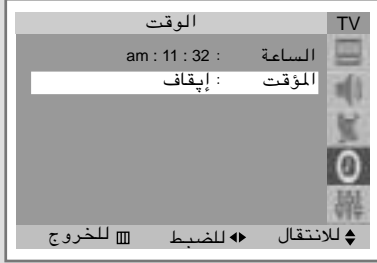 TV الوقت
الساعة : am : 11 : 32
المؤقت : إيقاف
للانتقال للضبط للخروج